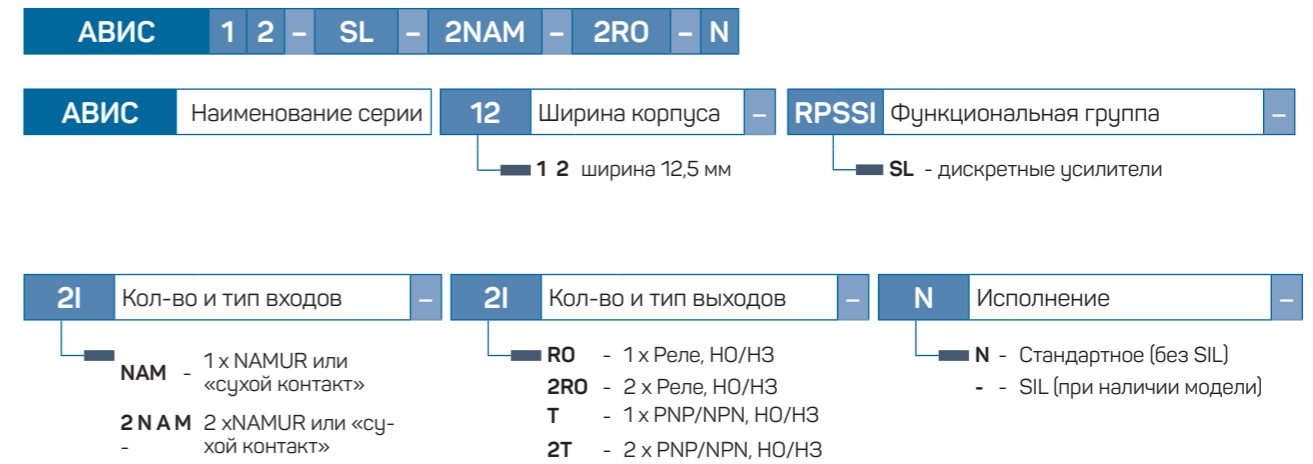 АВИС 1 2 – SL – 2NAM – 2RO – N
АВИС Наименование серии 12 Ширина корпуса – RPSSI Функциональная группа –
1 2 ширина 12,5 мм
SL - дискретные усилители
2I Кол-во и тип входов – 2I Кол-во и тип выходов – N Исполнение –
NAM - 1 x NAMUR или
«сухой контакт»
2 N A M 2 xNAMUR или «су-
- хой контакт»
RO - 1 x Реле, НО/НЗ
2RO - 2 x Реле, НО/НЗ
T - 1 x PNP/NPN, НО/НЗ
2T - 2 x PNP/NPN, НО/НЗ
N - Стандартное (без SIL)
- - SIL (при наличии модели)